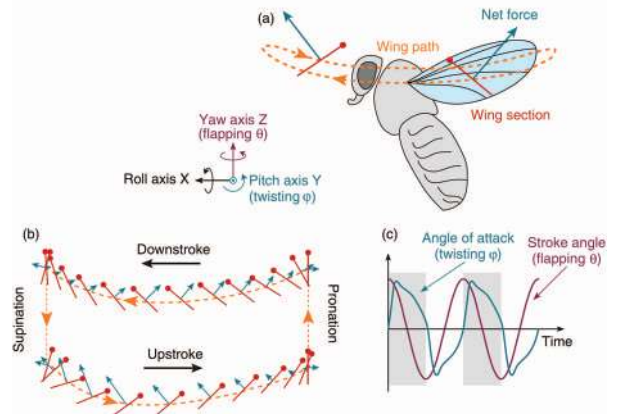 (a)
Net force
Wing path
Wing section
Yaw axis Z
(flapping θ)
Roll axis X
Pitch axis Y
(twisting φ)
(b)
Downstroke
Supination
Pronation
Upstroke
(c)
Angle of attack
(twisting φ)
Stroke angle
(flapping θ)
Time